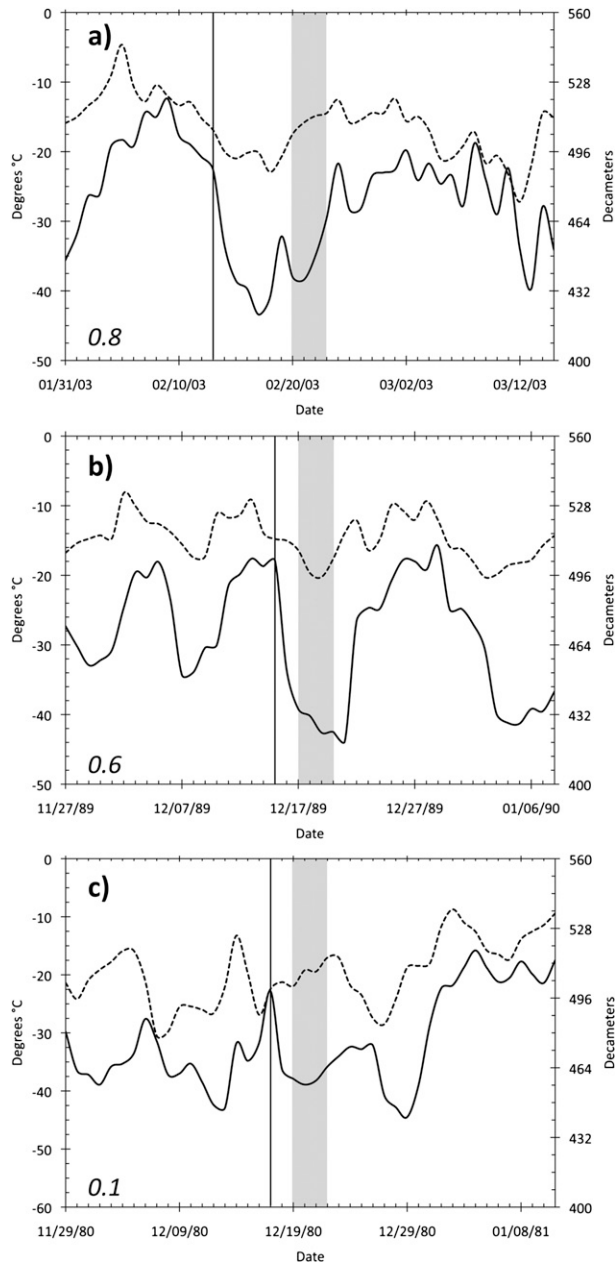 a)
0
-10
-20
-30
-40
-50
Degrees °C
560
528
496
464
432
400
Decameters
0.8
01/31/03 02/10/03 02/20/03 03/02/03 03/12/03
Date
b)
0
-10
-20
-30
-40
-50
Degrees °C
560
528
496
464
432
400
Decameters
0.6
11/27/89 12/07/89 12/17/89 12/27/89 01/06/90
Date
c)
0
-10
-20
-30
-40
-50
-60
Degrees °C
560
528
496
464
432
400
Decameters
0.1
11/29/80 12/09/80 12/19/80 12/29/80 01/08/81
Date